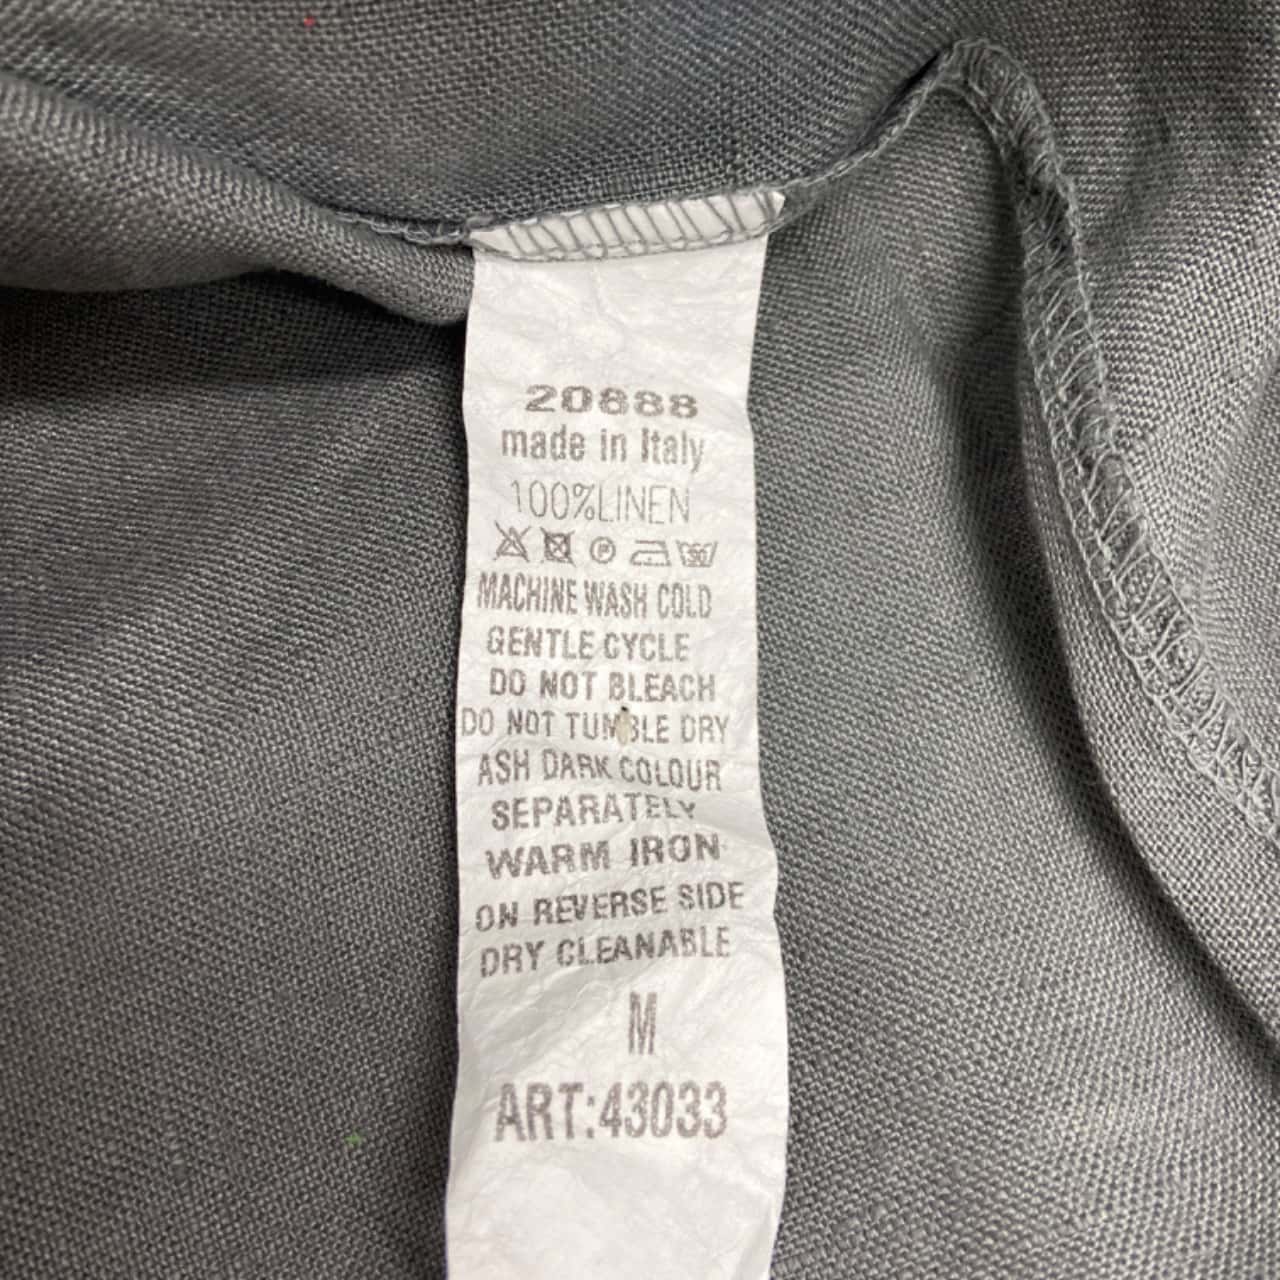 20888
made in Italy
100%LINEN
P 30
MACHINE WASH COLD
GENTLE CYCLE
DO NOT BLEACH
DO NOT TUMBLE DRY
ASH DARK COLOUR
SEPARATELY
WARM IRON
ON REVERSE SIDE
DRY CLEANABLE
M
ART:43033